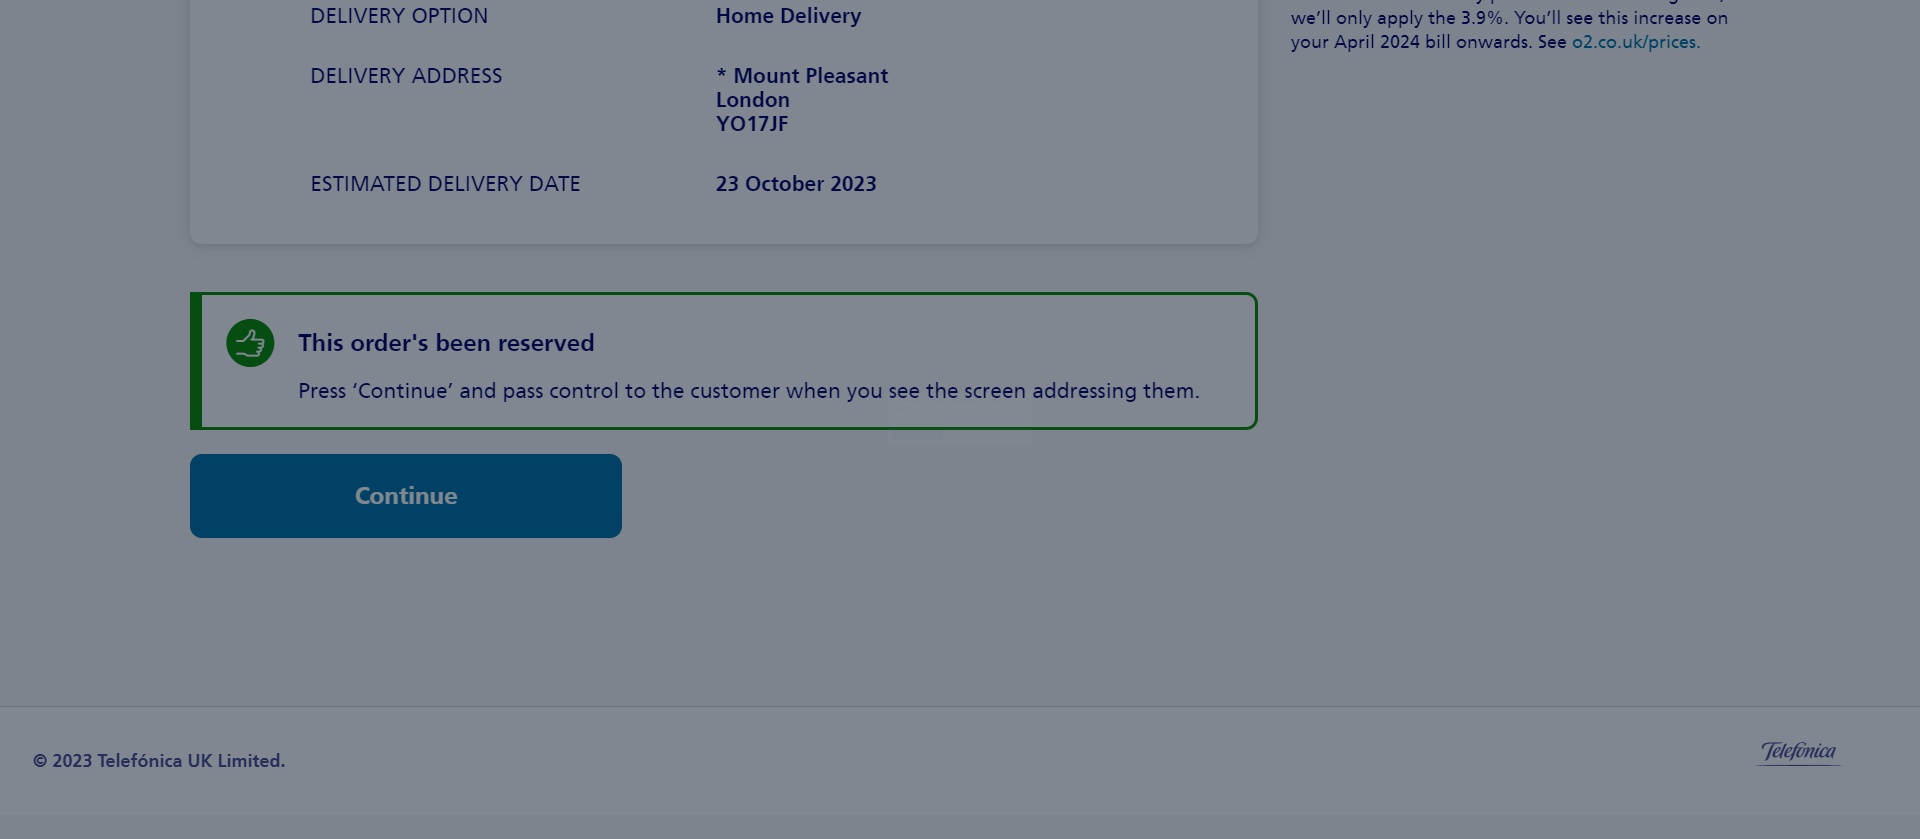 DELIVERY OPTION Home Delivery
we'll only apply the 3.9%. You'll see this increase on
your April 2024 bill onwards. See o2.co.uk/prices.
DELIVERY ADDRESS * Mount Pleasant
London
YO17JF
ESTIMATED DELIVERY DATE 23 October 2023
This order's been reserved
Press ‘Continue’ and pass control to the customer when you see the screen addressing them.
Continue
© 2023 Telefónica UK Limited.
Telefónica